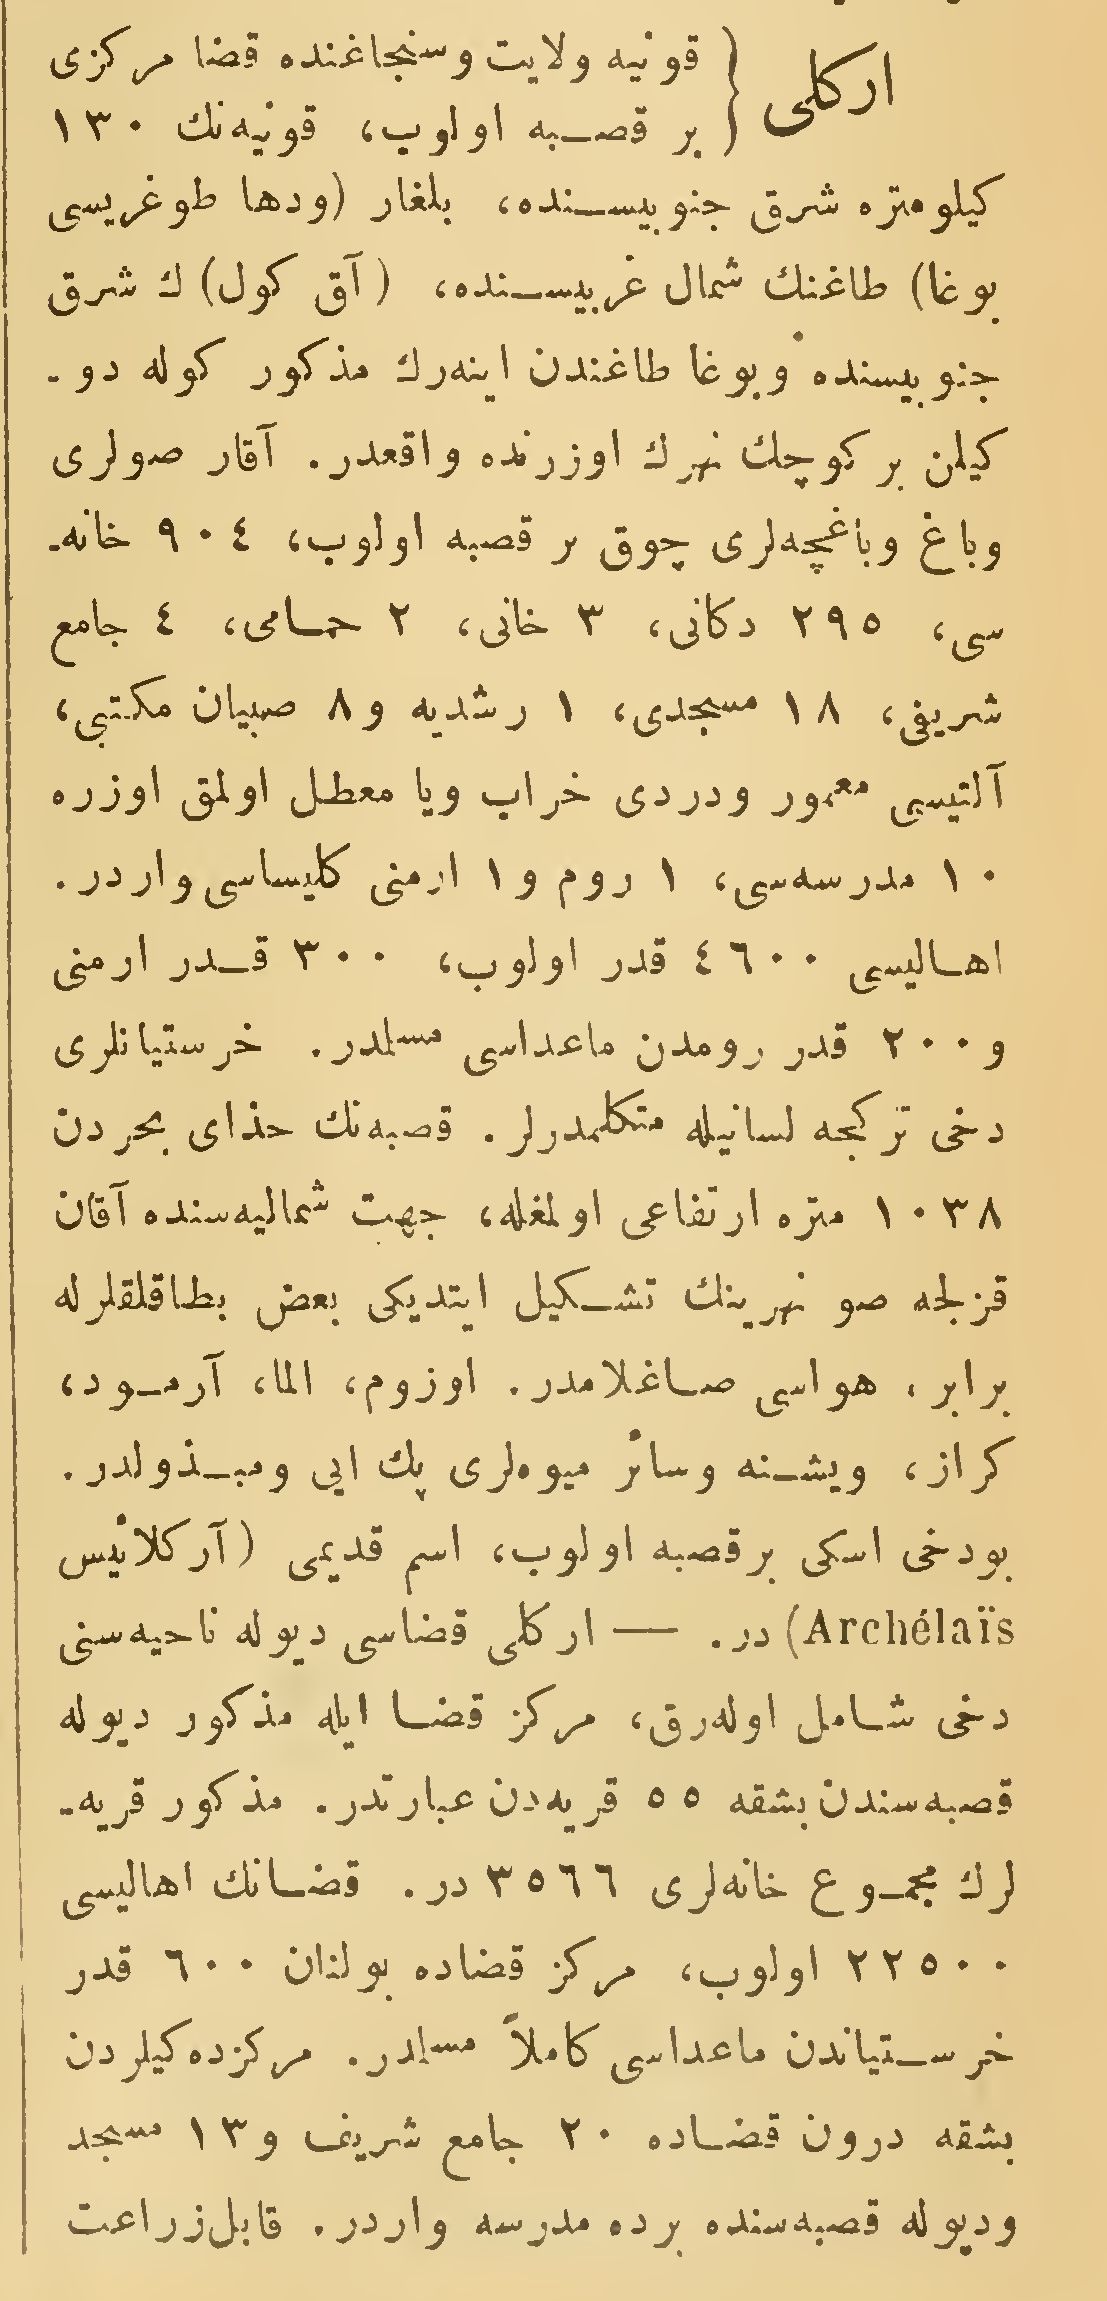 اركلی { قونیه ولایت وسنجاغنده قضا مركزی
بر قصبه اولوب، قونیه‌نك ١٣٠
كیلومتره شرق جنوبیسنده، بلغار (ودها طوغریسی
بوغا) طاغنك شمال غربیسنده، (آق كول) ك شرق
جنوبیسنده وبوغا طاغندن اینه‌رك مذكور كوله دو -
كیلن بر كوچك نهرك اوزرنده واقعدر. آقار صولری
وباغ وباغچه‌لری چوق بر قصبه اولوب، ٩٠٤ خانه-
سی، ٢٩٥ دكانی، ٣ خانی، ٢ حمامی، ٤ جامع
شریفی، ١٨ مسجدی، ١ رشدیه و٨ صبیان مكتبی،
آلتیسی معمور ودردی خراب ویا معطل اولمق اوزره
١٠ مدرسه‌سی، ١ روم و١ ارمنی كلیساسی واردر.
اهالیسی ٤٦٠٠ قدر اولوب، ٣٠٠ قدر ارمنی
و٢٠٠ قدر رومدن ماعداسی مسلمدر. خرستیانلری
دخی تركجه لسانیله متكلمدرلر. قصبه‌نك حذای بحردن
١٠٣٨ متره ارتفاعی اولمغله، جهت شمالیه‌سنده آقان
قزلجه صو نهرینك تشكیل ایتدیكی بعض بطاقلقلرله
برابر، هواسی صاغلامدر. اوزوم، الما، آرمود،
كراز، ویشنه وسائر میوه‌لری پك ایی ومبذولدر.
بودخی اسكی برقصبه اولوب، اسم قدیمی (آركلائیس
Archélaïs) در. — اركلی قضاسی دیوله ناحیه‌سنی
دخی شامل اوله‌رق، مركز قضا ایله مذكور دیوله
قصبه‌سندن بشقه ٥٥ قریه‌دن عبارتدر. مذكور قریه-
لرك مجموع خانه‌لری ٣٥٦٦ در. قضانك اهالیسی
٢٢٥٠٠ اولوب، مركز قضاده بولنان ٦٠٠ قدر
خرستیاندن ماعداسی كاملاً مسلمدر. مركزده‌كیلردن
بشقه درون قضاده ٢٠ جامع شریف و١٣ مسجد
ودیوله قصبه‌سنده برده مدرسه واردر. قابل‌زراعت